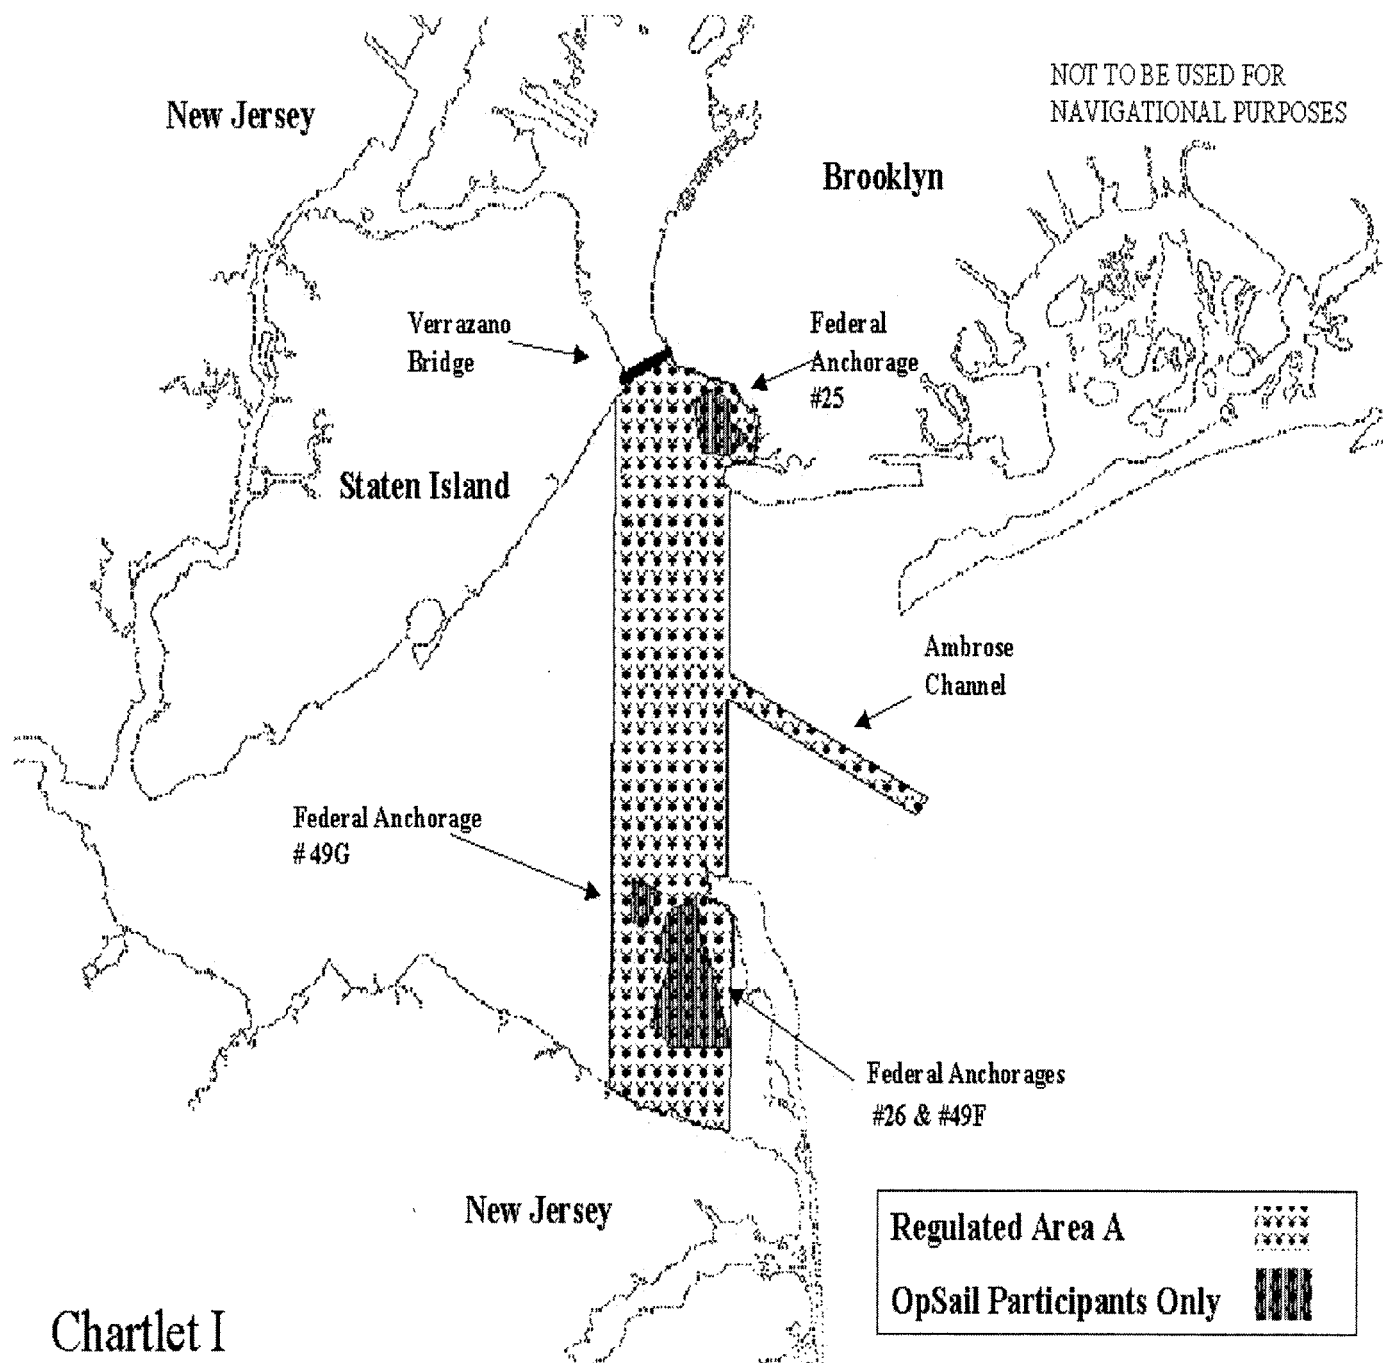 NOT TO BE USED FOR
NAVIGATIONAL PURPOSES
New Jersey
Brooklyn
Verrazano
Bridge
Federal
Anchorage
#25
Staten Island
Ambrose
Channel
Federal Anchorage
# 49G
Federal Anchorages
#26 & #49F
New Jersey
Regulated Area A
OpSail Participants Only
Chartlet I